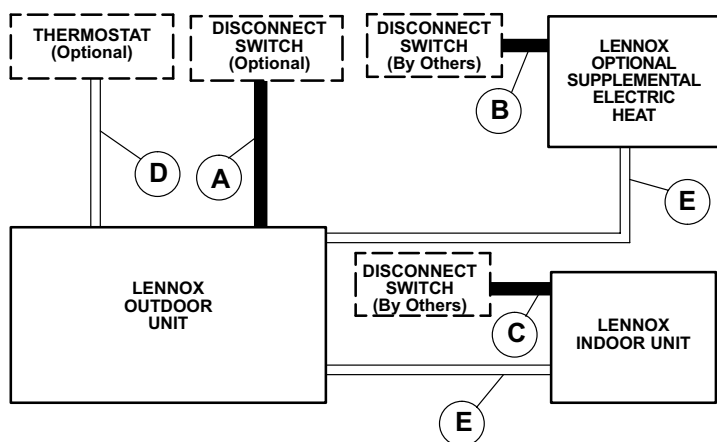 THERMOSTAT
(Optional)
DISCONNECT
SWITCH
(Optional)
DISCONNECT
SWITCH
(By Others)
LENNOX
OPTIONAL
SUPPLEMENTAL
ELECTRIC
HEAT
B
D
A
E
LENNOX
OUTDOOR
UNIT
DISCONNECT
SWITCH
(By Others)
C
LENNOX
INDOOR UNIT
E